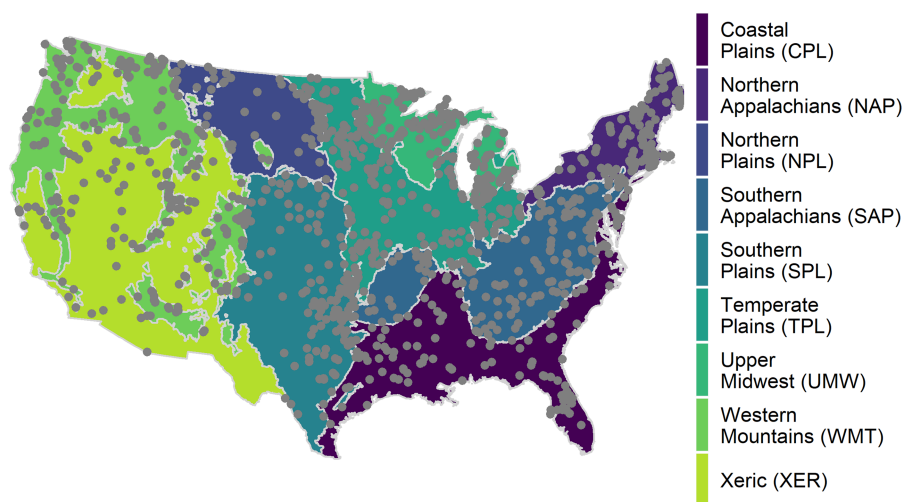 Coastal
Plains (CPL)
Northern
Appalachians (NAP)
Northern
Plains (NPL)
Southern
Appalachians (SAP)
Southern
Plains (SPL)
Temperate
Plains (TPL)
Upper
Midwest (UMW)
Western
Mountains (WMT)
Xeric (XER)